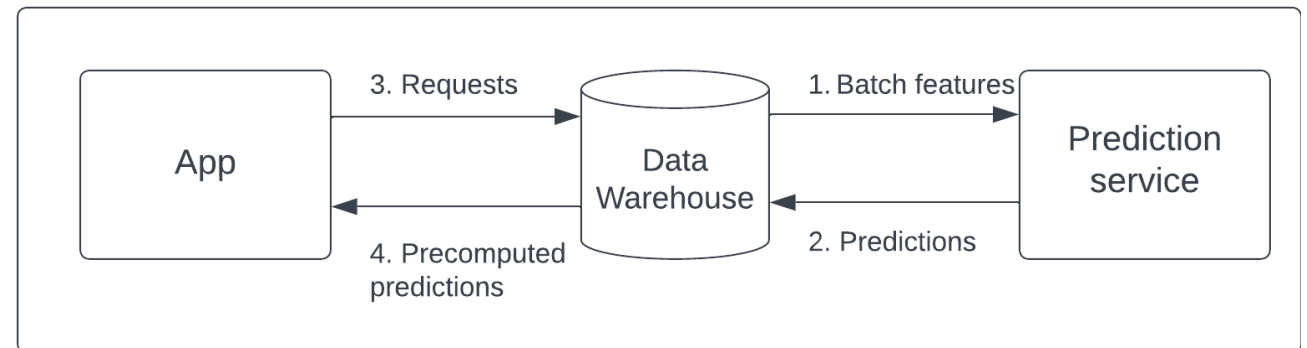 3. Requests
1. Batch features
App
Data
Warehouse
Prediction
service
4. Precomputed
predictions
2. Predictions